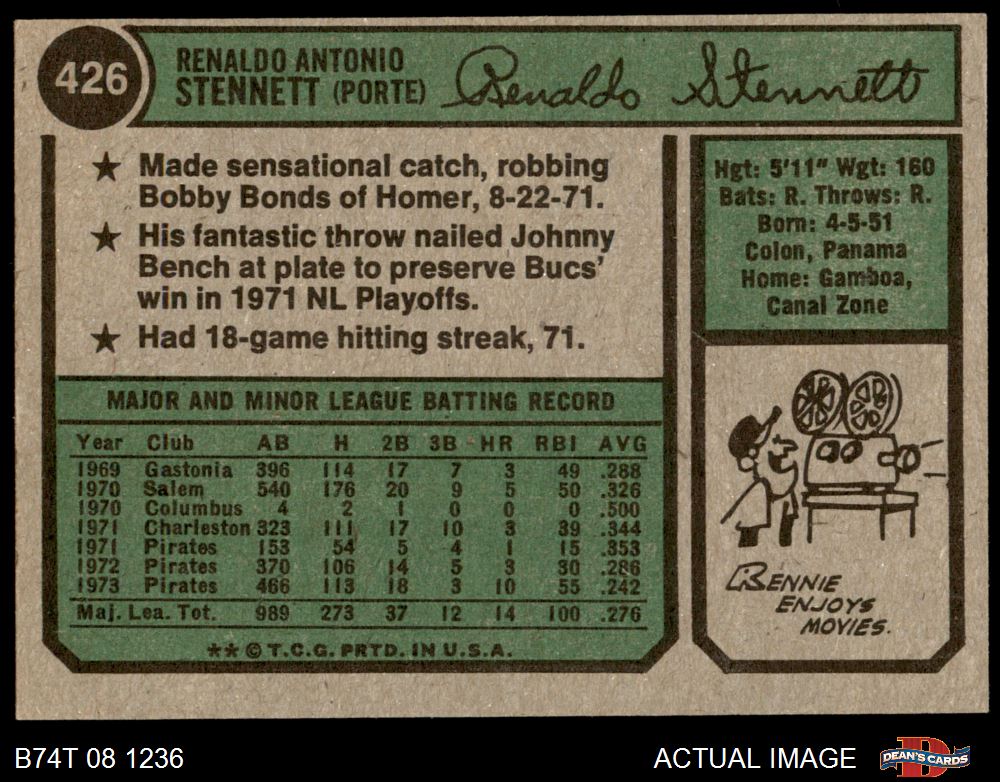 426
RENALDO ANTONIO
STENNETT (PORTE)
Renaldo Stennett
★ Made sensational catch, robbing
Bobby Bonds of Homer, 8-22-71.
★ His fantastic throw nailed Johnny
Bench at plate to preserve Bucs'
win in 1971 NL Playoffs.
★ Had 18-game hitting streak, 71.
Hgt: 5'11" Wgt: 160
Bats: R. Throws: R.
Born: 4-5-51
Colon, Panama
Home: Gamboa,
Canal Zone
MAJOR AND MINOR LEAGUE BATTING RECORD
Year Club AB H 2B 3B HR RBI AVG
1969 Gastonia 396 114 17 7 3 49 .288
1970 Salem 540 176 20 9 5 50 .326
1970 Columbus 4 2 1 0 0 0 .500
1971 Charleston 323 111 17 10 3 39 .344
1971 Pirates 153 54 5 4 1 15 .353
1972 Pirates 370 106 14 5 3 30 .286
1973 Pirates 466 113 18 3 10 55 .242
Maj. Lea. Tot. 989 273 37 12 14 100 .276
** © T.C.G. PRTD. IN U.S.A.
RENNIE
ENJOYS
MOVIES.
B74T 08 1236
ACTUAL IMAGE
DEAN'S CARDS